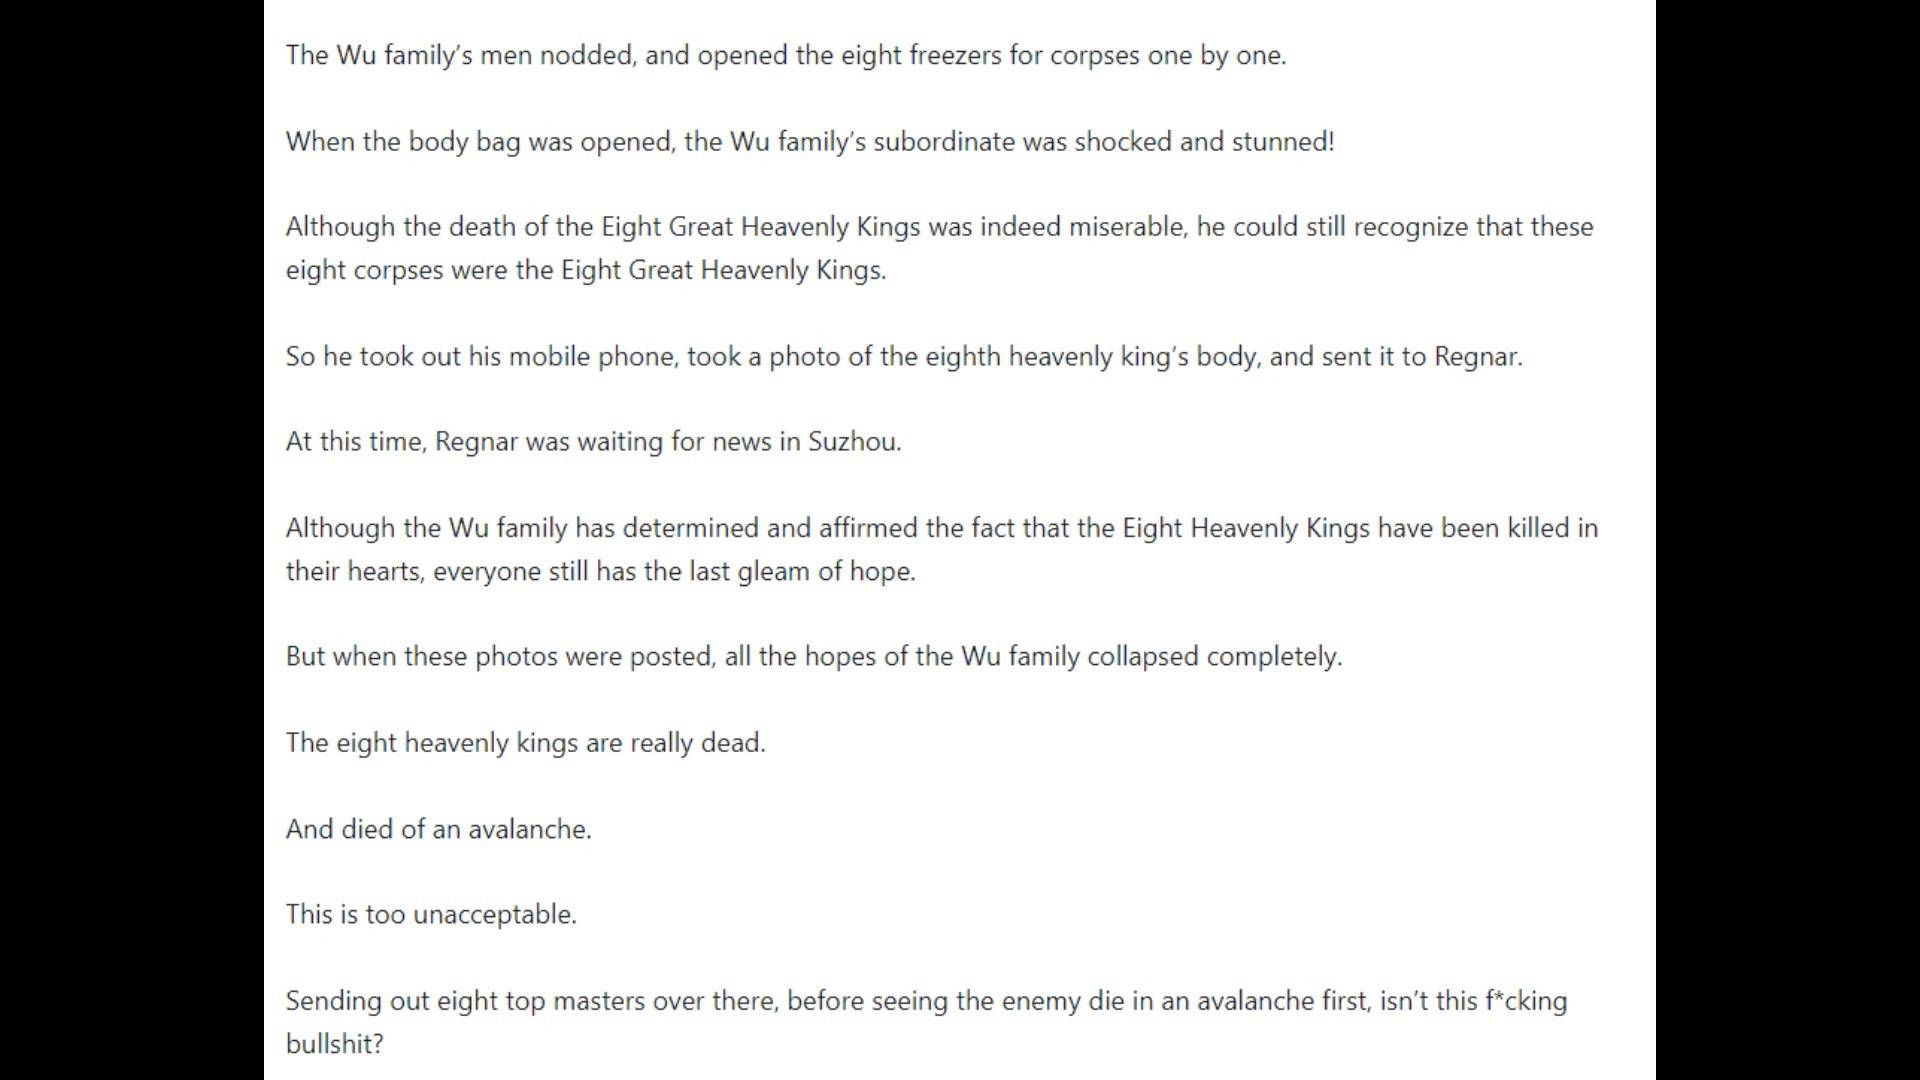 The Wu family’s men nodded, and opened the eight freezers for corpses one by one.
When the body bag was opened, the Wu family’s subordinate was shocked and stunned!
Although the death of the Eight Great Heavenly Kings was indeed miserable, he could still recognize that these
eight corpses were the Eight Great Heavenly Kings.
So he took out his mobile phone, took a photo of the eighth heavenly king’s body, and sent it to Regnar.
At this time, Regnar was waiting for news in Suzhou.
Although the Wu family has determined and affirmed the fact that the Eight Heavenly Kings have been killed in
their hearts, everyone still has the last gleam of hope.
But when these photos were posted, all the hopes of the Wu family collapsed completely.
The eight heavenly kings are really dead.
And died of an avalanche.
This is too unacceptable.
Sending out eight top masters over there, before seeing the enemy die in an avalanche first, isn’t this f*cking
bullshit?